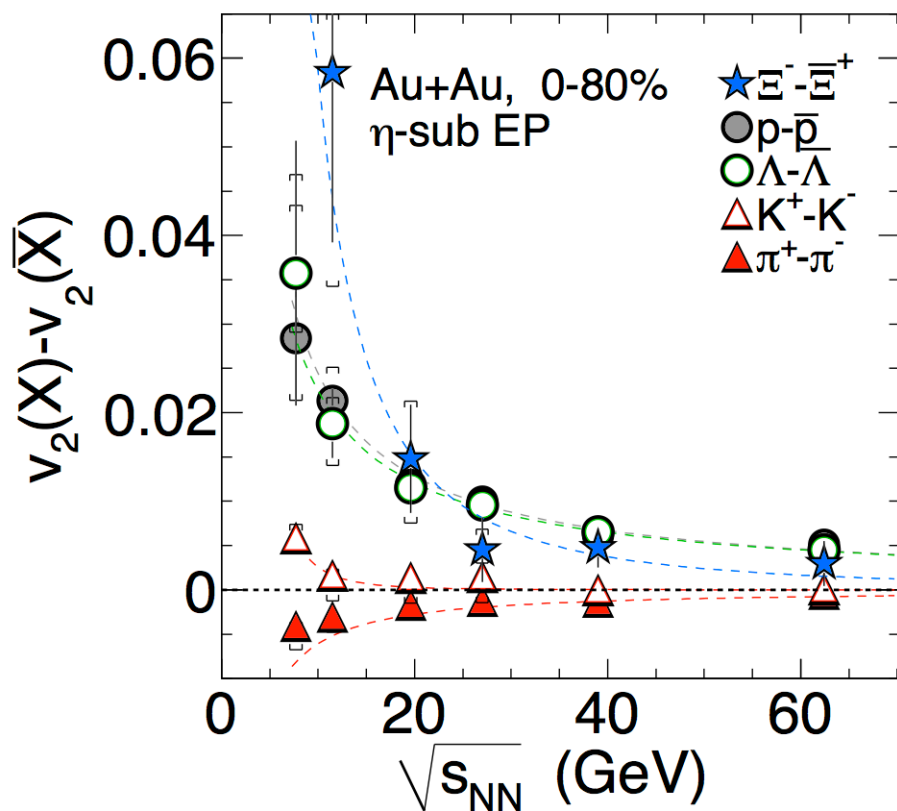 0.06
0.04
0.02
0
v₂(X)-v₂(X̅)
Au+Au, 0-80%
η-sub EP
Ξ⁻-Ξ̅⁺
p-p̅
Λ-Λ̅
K⁺-K⁻
π⁺-π⁻
0 20 40 60
√sNN (GeV)